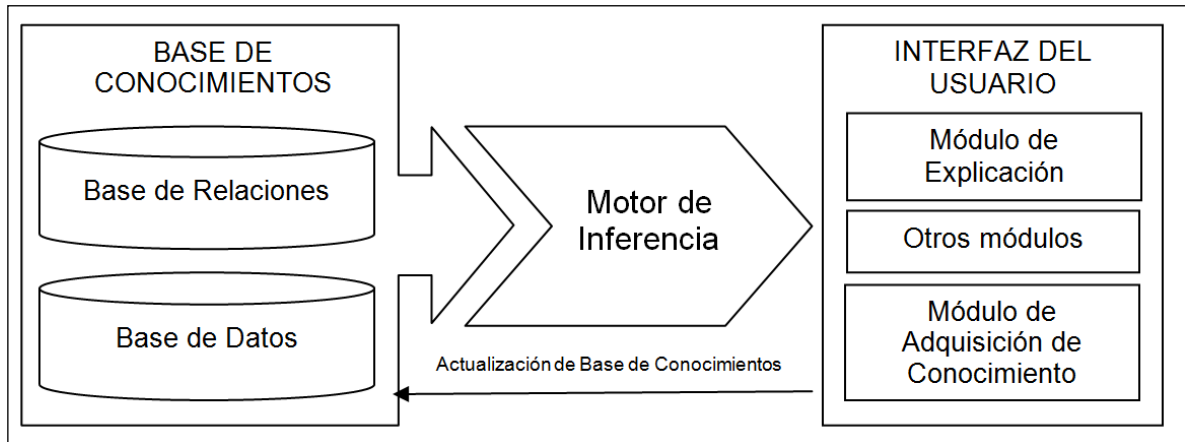 BASE DE
CONOCIMIENTOS
Base de Relaciones
Base de Datos
Motor de
Inferencia
Actualización de Base de Conocimientos
INTERFAZ DEL
USUARIO
Módulo de
Explicación
Otros módulos
Módulo de
Adquisición de
Conocimiento